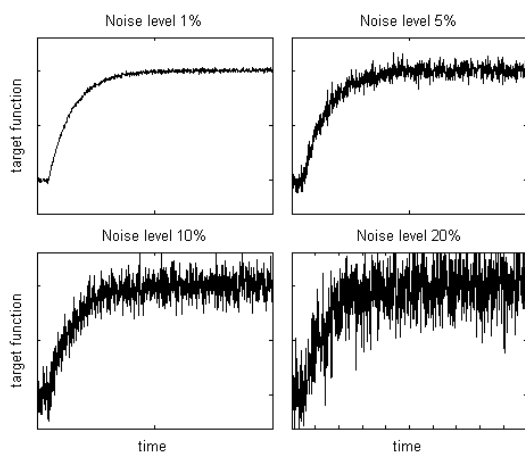 Noise level 1%
Noise level 5%
target function
Noise level 10%
Noise level 20%
target function
time
time